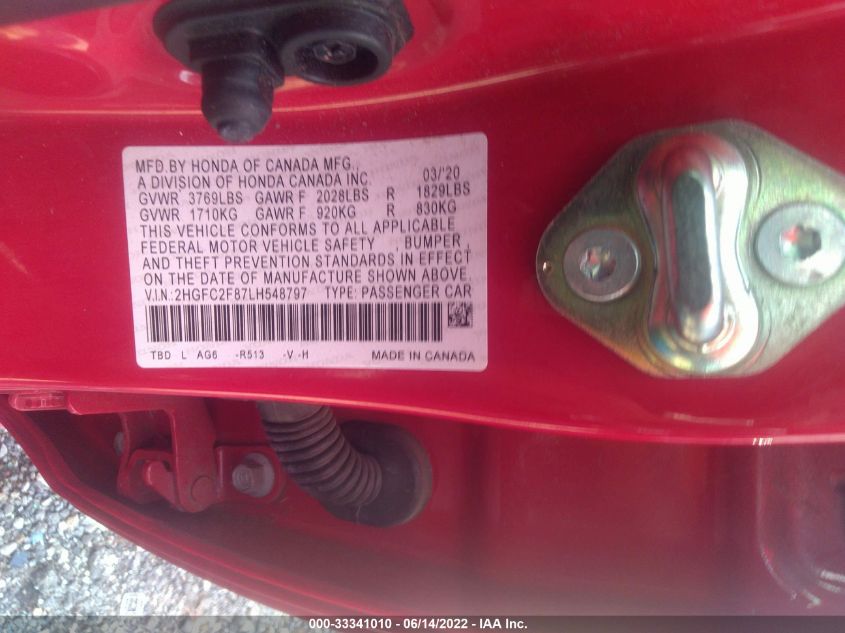 MFD.BY HONDA OF CANADA MFG.,
A DIVISION OF HONDA CANADA INC. 03/'20
GVWR 3769LBS GAWR F 2028LBS R 1829LBS
GVWR 1710KG GAWR F 920KG R 830KG
THIS VEHICLE CONFORMS TO ALL APPLICABLE
FEDERAL MOTOR VEHICLE SAFETY , BUMPER ,
AND THEFT PREVENTION STANDARDS IN EFFECT
ON THE DATE OF MANUFACTURE SHOWN ABOVE.
V.I.N.:2HGFC2F87LH548797 TYPE: PASSENGER CAR
TBD L AG6 -R513 -V -H MADE IN CANADA
000-33341010 - 06/14/2022 - IAA Inc.